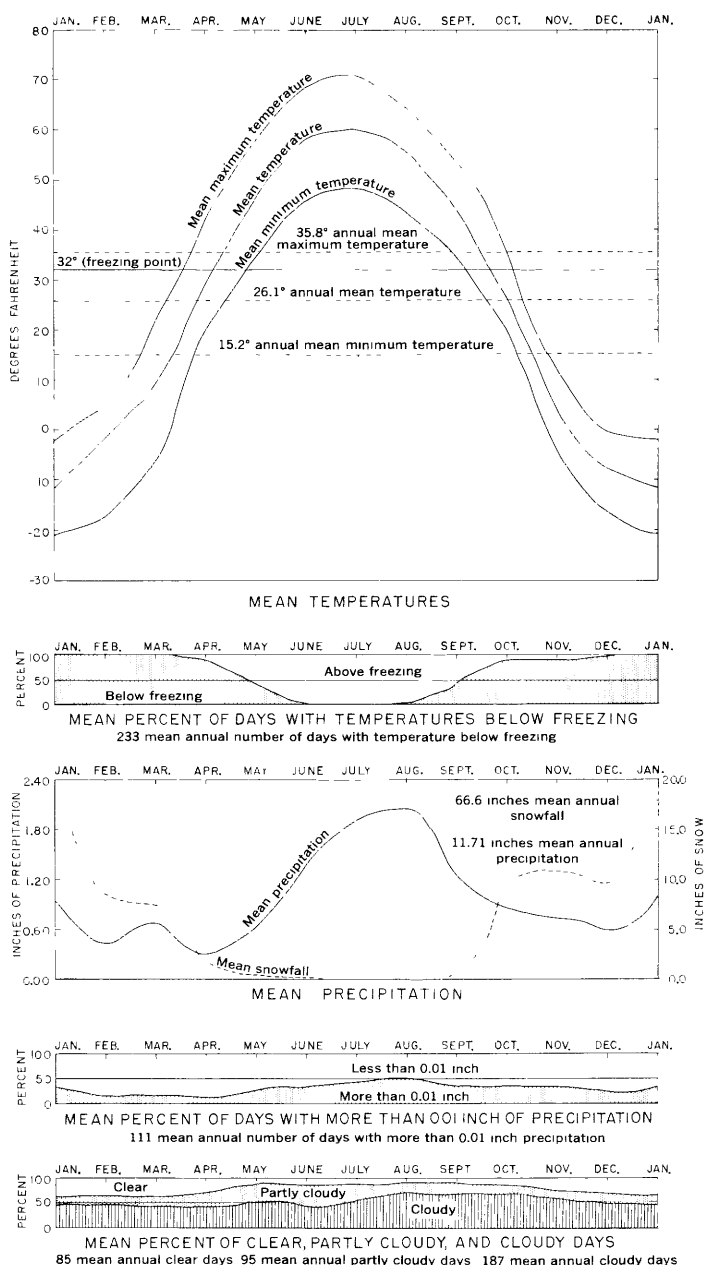 JAN. FEB. MAR. APR. MAY JUNE JULY AUG. SEPT. OCT. NOV. DEC. JAN.
80
70
60
50
40
30
20
10
0
10
-20
-30
DEGREES FAHRENHEIT
Mean maximum temperature
Mean temperature
Mean minimum temperature
35.8° annual mean
maximum temperature
32° (freezing point)
26.1° annual mean temperature
15.2° annual mean minimum temperature
MEAN TEMPERATURES
JAN. FEB. MAR. APR. MAY JUNE JULY AUG. SEPT. OCT. NOV. DEC. JAN.
PERCENT
100
50
0
Above freezing
Below freezing
MEAN PERCENT OF DAYS WITH TEMPERATURES BELOW FREEZING
233 mean annual number of days with temperature below freezing
JAN. FEB. MAR. APR. MAY JUNE JULY AUG. SEPT. OCT. NOV. DEC. JAN.
INCHES OF PRECIPITATION
2.40
1.80
1.20
0.60
0.00
20.0
15.0
10.0
5.0
0.0
INCHES OF SNOW
66.6 inches mean annual
snowfall
11.71 inches mean annual
precipitation
Mean precipitation
Mean snowfall
MEAN PRECIPITATION
JAN. FEB. MAR. APR. MAY JUNE JULY AUG. SEPT. OCT. NOV. DEC. JAN.
PERCENT
100
50
0
Less than 0.01 inch
More than 0.01 inch
MEAN PERCENT OF DAYS WITH MORE THAN 001 INCH OF PRECIPITATION
111 mean annual number of days with more than 0.01 inch precipitation
JAN. FEB. MAR. APR. MAY JUNE JULY AUG. SEPT OCT. NOV. DEC. JAN.
PERCENT
100
50
0
Clear
Partly cloudy
Cloudy
MEAN PERCENT OF CLEAR, PARTLY CLOUDY, AND CLOUDY DAYS
85 mean annual clear days 95 mean annual partly cloudy days 187 mean annual cloudy days